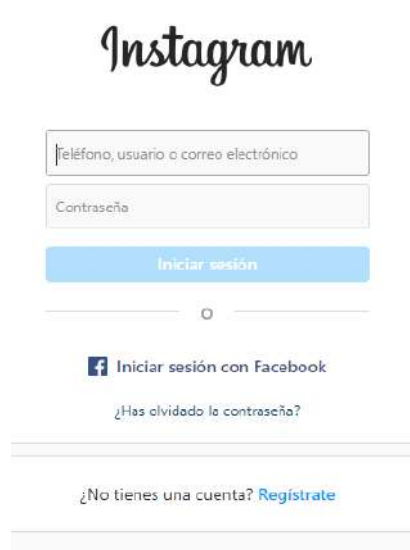 Instagram
Teléfono, usuario o correo electrónico
Contraseña
Iniciar sesión
O
Iniciar sesión con Facebook
¿Has olvidado la contraseña?
¿No tienes una cuenta? Regístrate